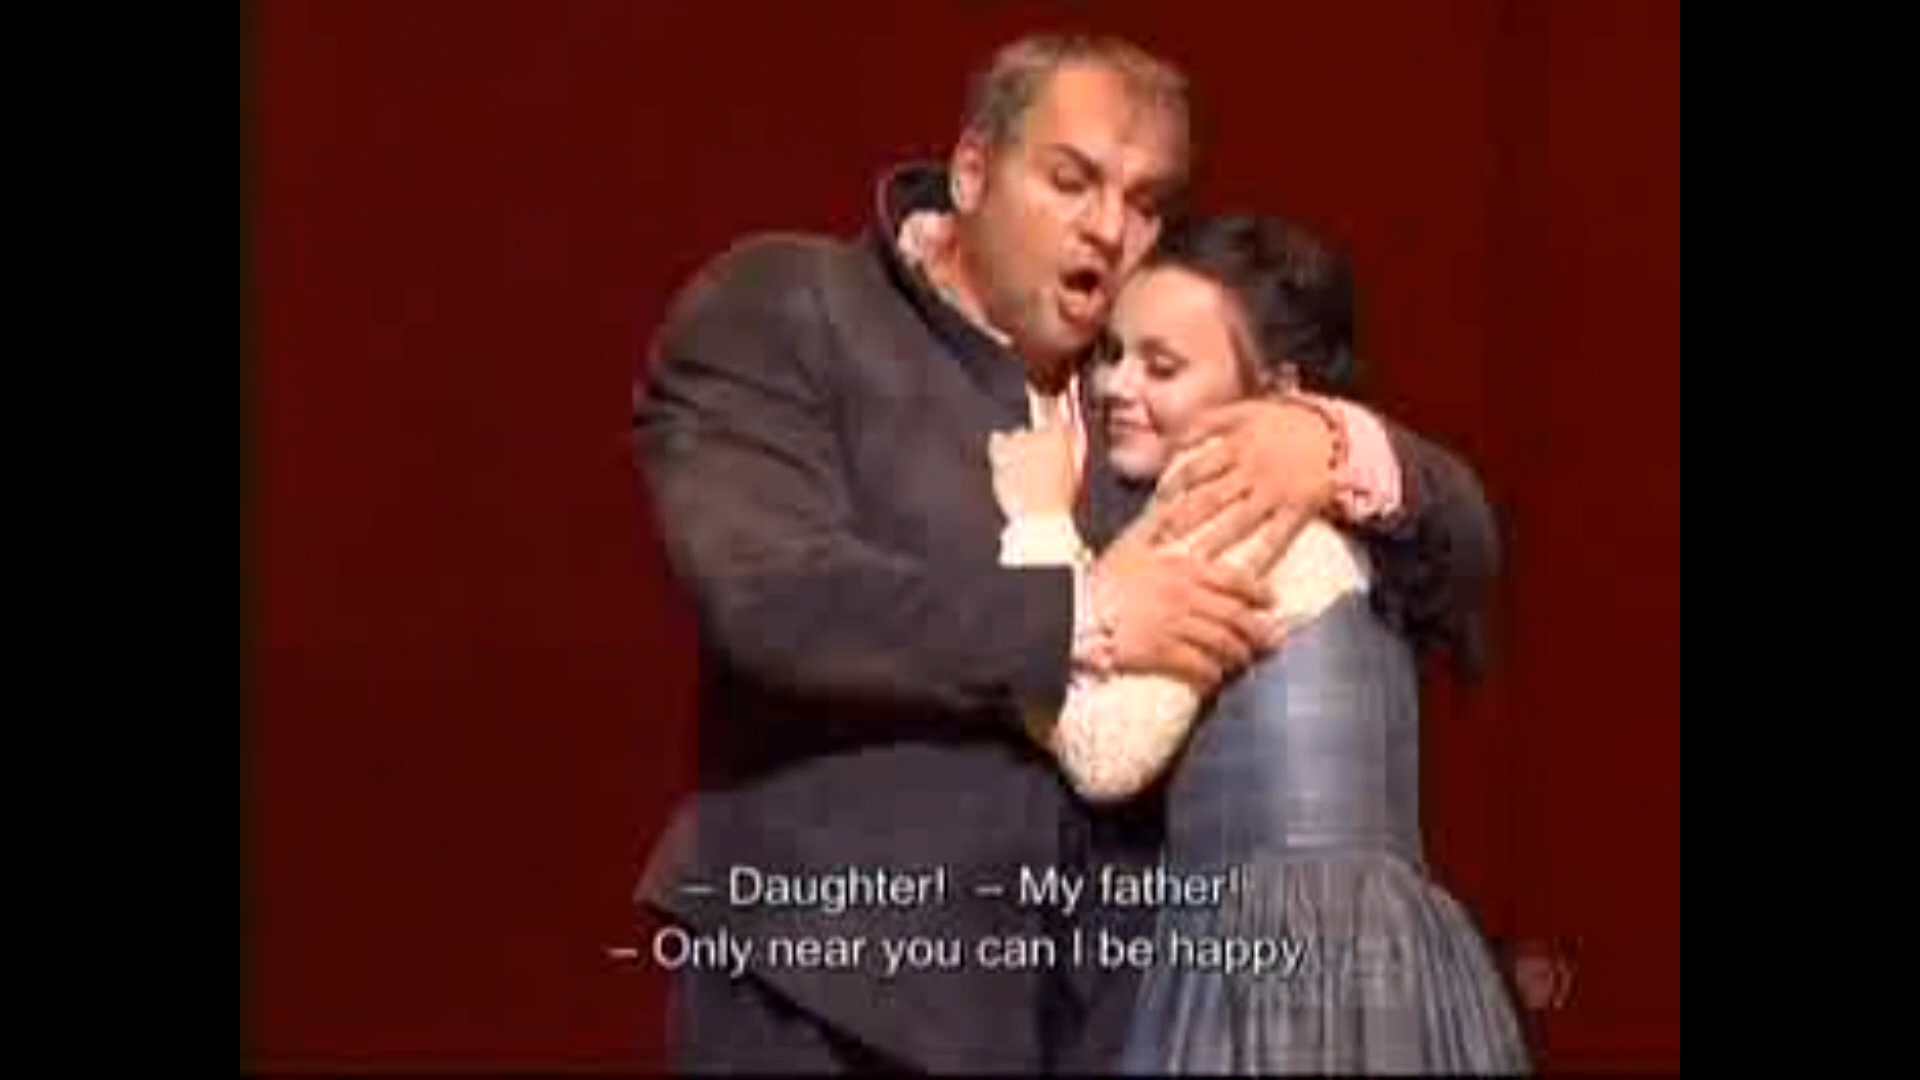 – Daughter! – My father!
– Only near you can I be happy